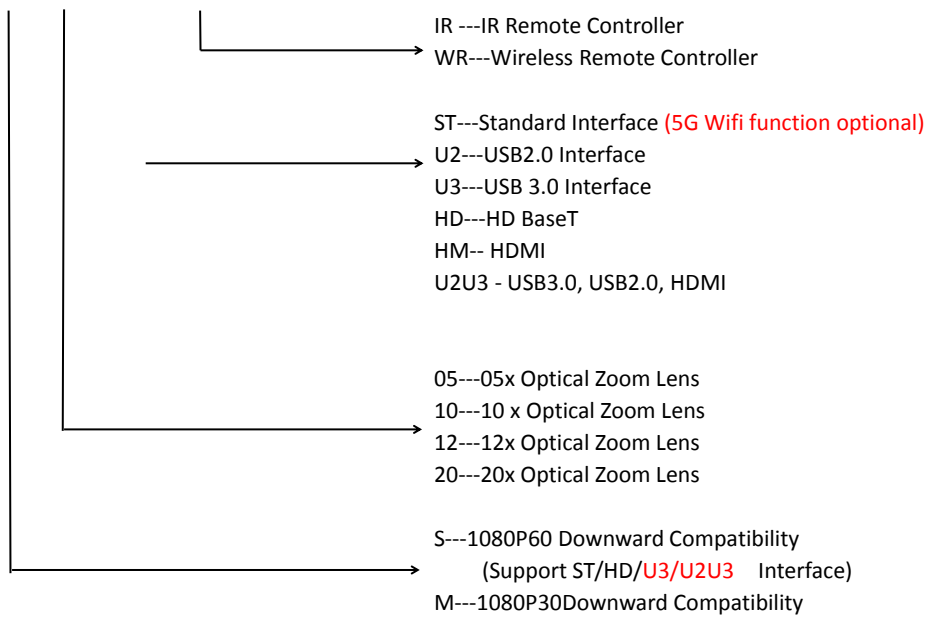 IR ---IR Remote Controller
WR---Wireless Remote Controller
ST---Standard Interface (5G Wifi function optional)
U2---USB2.0 Interface
U3---USB 3.0 Interface
HD---HD BaseT
HM-- HDMI
U2U3 - USB3.0, USB2.0, HDMI
05---05x Optical Zoom Lens
10---10 x Optical Zoom Lens
12---12x Optical Zoom Lens
20---20x Optical Zoom Lens
S---1080P60 Downward Compatibility
(Support ST/HD/U3/U2U3 Interface)
M---1080P30Downward Compatibility